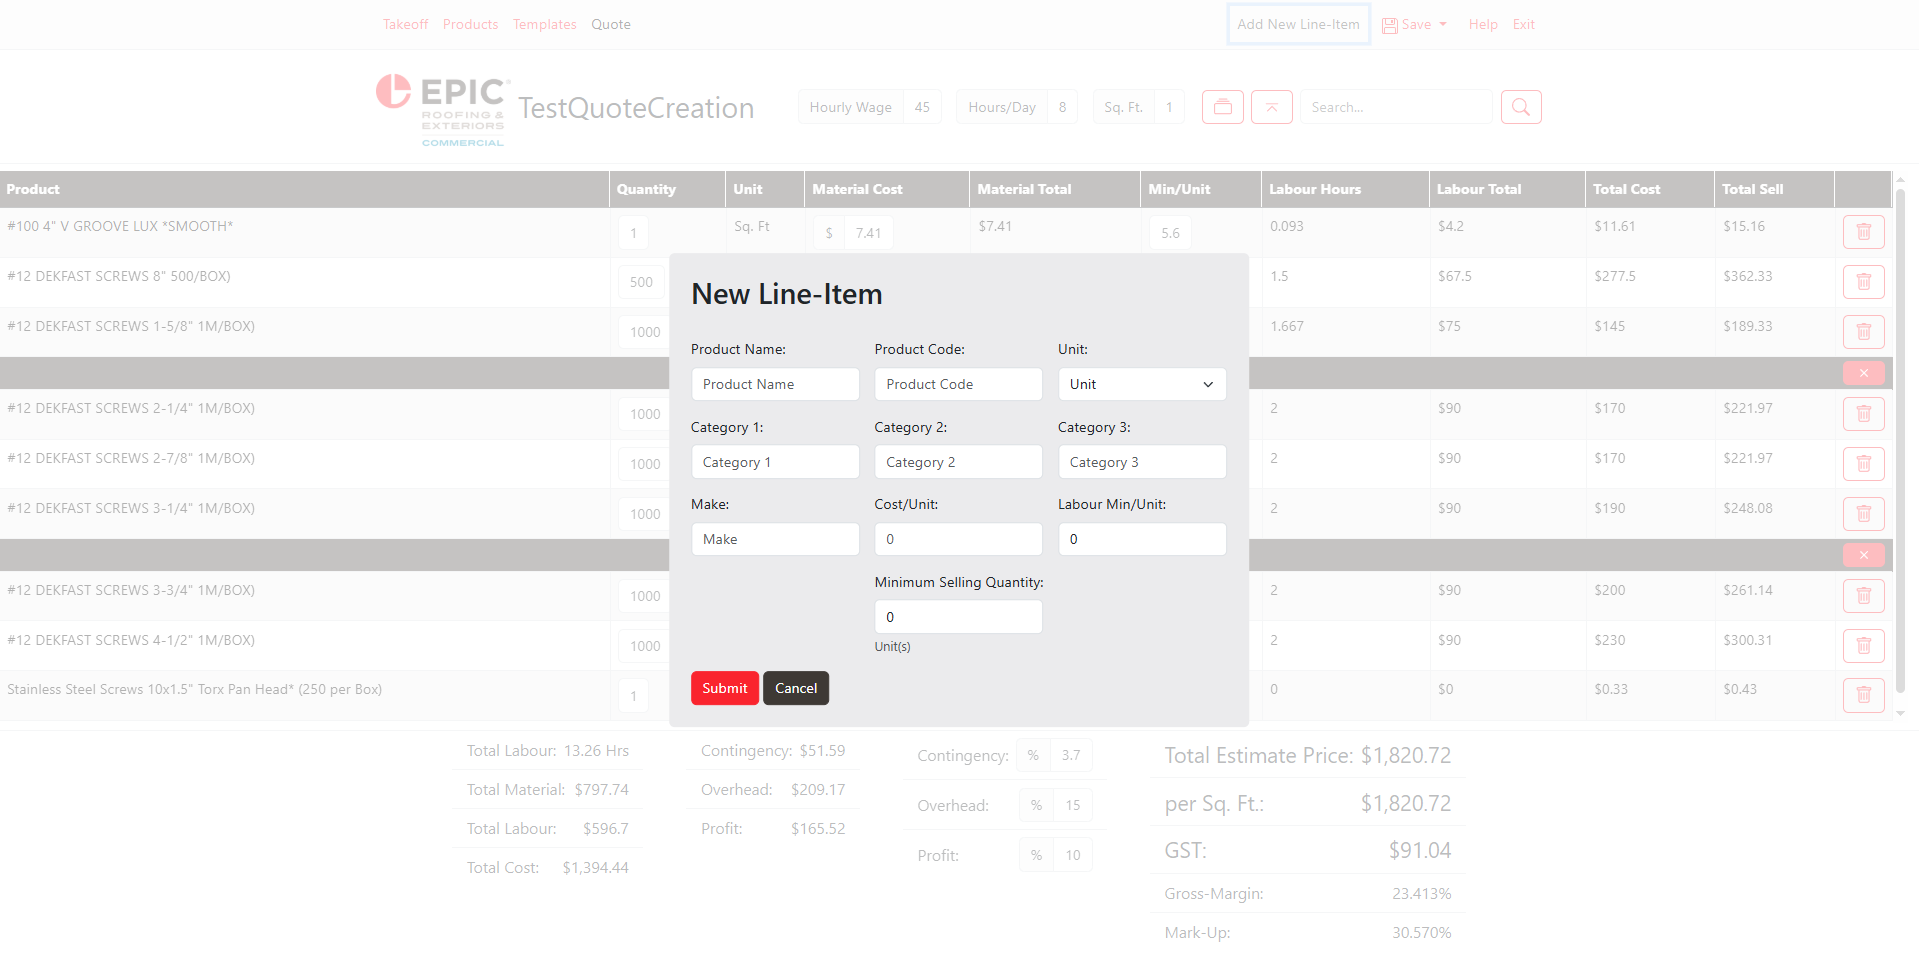 Takeoff Products Templates Quote Add New Line-Item Save Help Exit
EPIC
ROOFING &
EXTERIORS
COMMERCIAL
TestQuoteCreation
Hourly Wage 45 Hours/Day 8 Sq. Ft. 1 Search...
Product Quantity Unit Material Cost Material Total Min/Unit Labour Hours Labour Total Total Cost Total Sell
#100 4" V GROOVE LUX *SMOOTH* 1 Sq. Ft $ 7.41 $7.41 5.6 0.093 $4.2 $11.61 $15.16
#12 DEKFAST SCREWS 8" 500/BOX) 500 1.5 $67.5 $277.5 $362.33
#12 DEKFAST SCREWS 1-5/8" 1M/BOX) 1000 1.667 $75 $145 $189.33
#12 DEKFAST SCREWS 2-1/4" 1M/BOX) 1000 2 $90 $170 $221.97
#12 DEKFAST SCREWS 2-7/8" 1M/BOX) 1000 2 $90 $170 $221.97
#12 DEKFAST SCREWS 3-1/4" 1M/BOX) 1000 2 $90 $190 $248.08
#12 DEKFAST SCREWS 3-3/4" 1M/BOX) 1000 2 $90 $200 $261.14
#12 DEKFAST SCREWS 4-1/2" 1M/BOX) 1000 2 $90 $230 $300.31
Stainless Steel Screws 10x1.5" Torx Pan Head* (250 per Box) 1 0 $0 $0.33 $0.43
New Line-Item
Product Name: Product Code: Unit:
Product Name Product Code Unit
Category 1: Category 2: Category 3:
Category 1 Category 2 Category 3
Make: Cost/Unit: Labour Min/Unit:
Make 0 0
Minimum Selling Quantity:
0
Unit(s)
Submit Cancel
Total Labour: 13.26 Hrs
Total Material: $797.74
Total Labour: $596.7
Total Cost: $1,394.44
Contingency: $51.59
Overhead: $209.17
Profit: $165.52
Contingency: % 3.7
Overhead: % 15
Profit: % 10
Total Estimate Price: $1,820.72
per Sq. Ft.: $1,820.72
GST: $91.04
Gross-Margin: 23.413%
Mark-Up: 30.570%